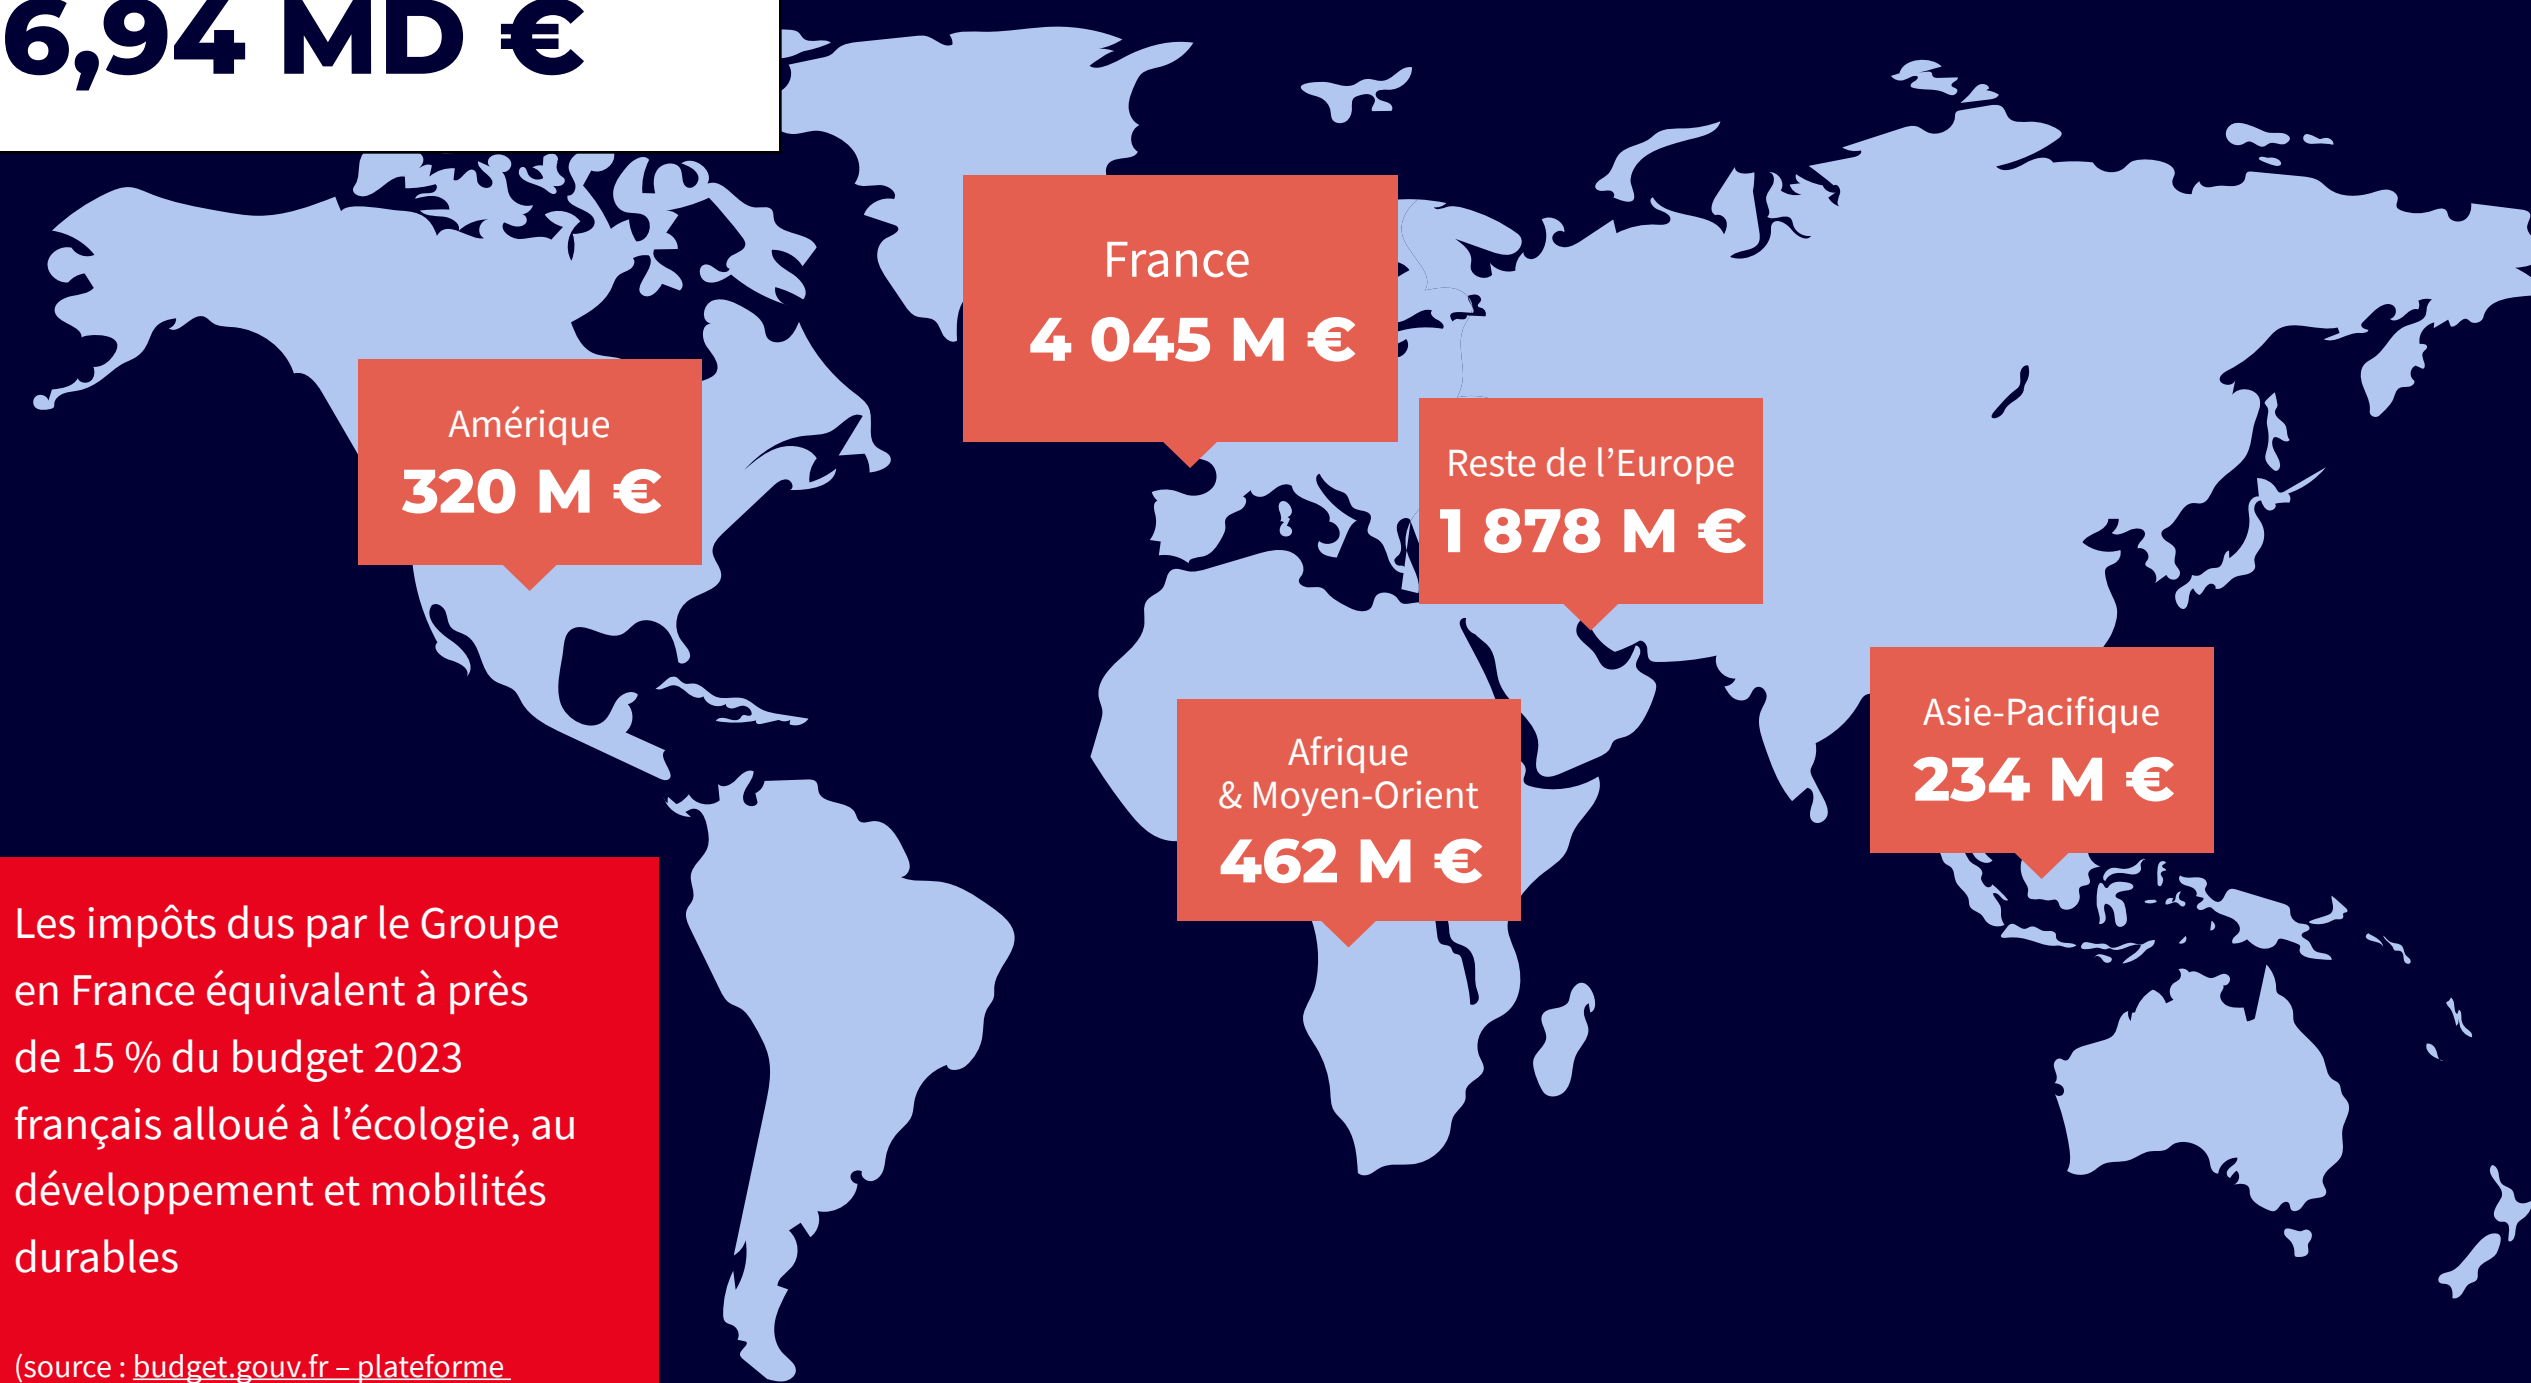 6,94 MD €
France
4 045 M €
Amérique
320 M €
Reste de l’Europe
1 878 M €
Asie-Pacifique
234 M €
Afrique
& Moyen-Orient
462 M €
Les impôts dus par le Groupe
en France équivalent à près
de 15 % du budget 2023
français alloué à l’écologie, au
développement et mobilités
durables
(source : budget.gouv.fr – plateforme